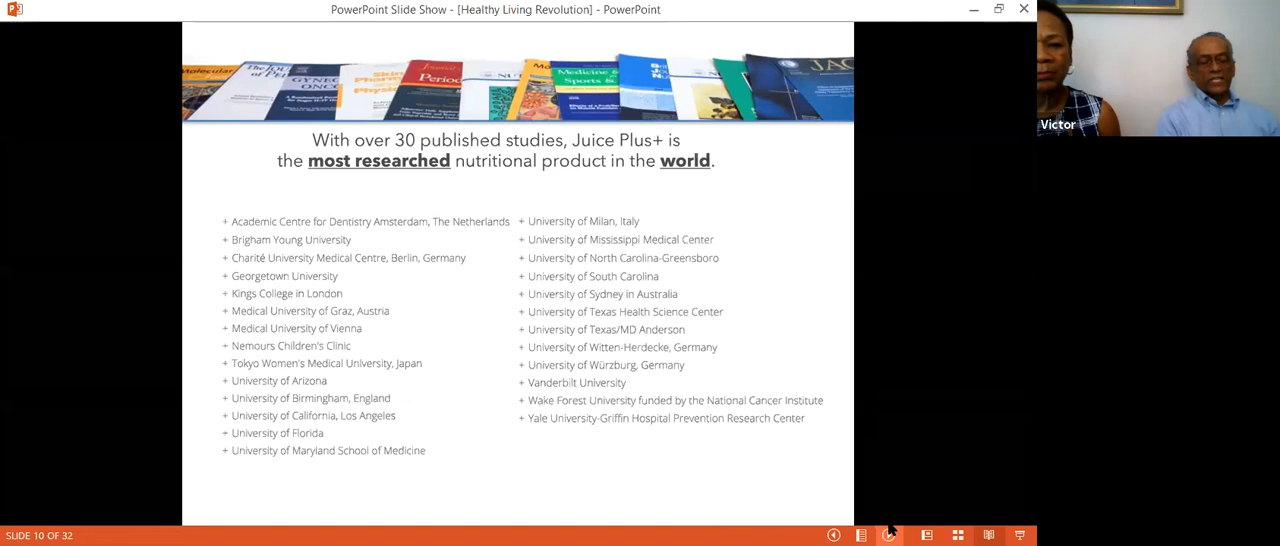 PowerPoint Slide Show - [Healthy Living Revolution] - PowerPoint
With over 30 published studies, Juice Plus+ is
the most researched nutritional product in the world.
+ Academic Centre for Dentistry Amsterdam, The Netherlands
+ Brigham Young University
+ Charité University Medical Centre, Berlin, Germany
+ Georgetown University
+ Kings College in London
+ Medical University of Graz, Austria
+ Medical University of Vienna
+ Nemours Children's Clinic
+ Tokyo Women's Medical University, Japan
+ University of Arizona
+ University of Birmingham, England
+ University of California, Los Angeles
+ University of Florida
+ University of Maryland School of Medicine
+ University of Milan, Italy
+ University of Mississippi Medical Center
+ University of North Carolina-Greensboro
+ University of South Carolina
+ University of Sydney in Australia
+ University of Texas Health Science Center
+ University of Texas/MD Anderson
+ University of Witten-Herdecke, Germany
+ University of Würzburg, Germany
+ Vanderbilt University
+ Wake Forest University funded by the National Cancer Institute
+ Yale University-Griffin Hospital Prevention Research Center
Victor
SLIDE 10 OF 32